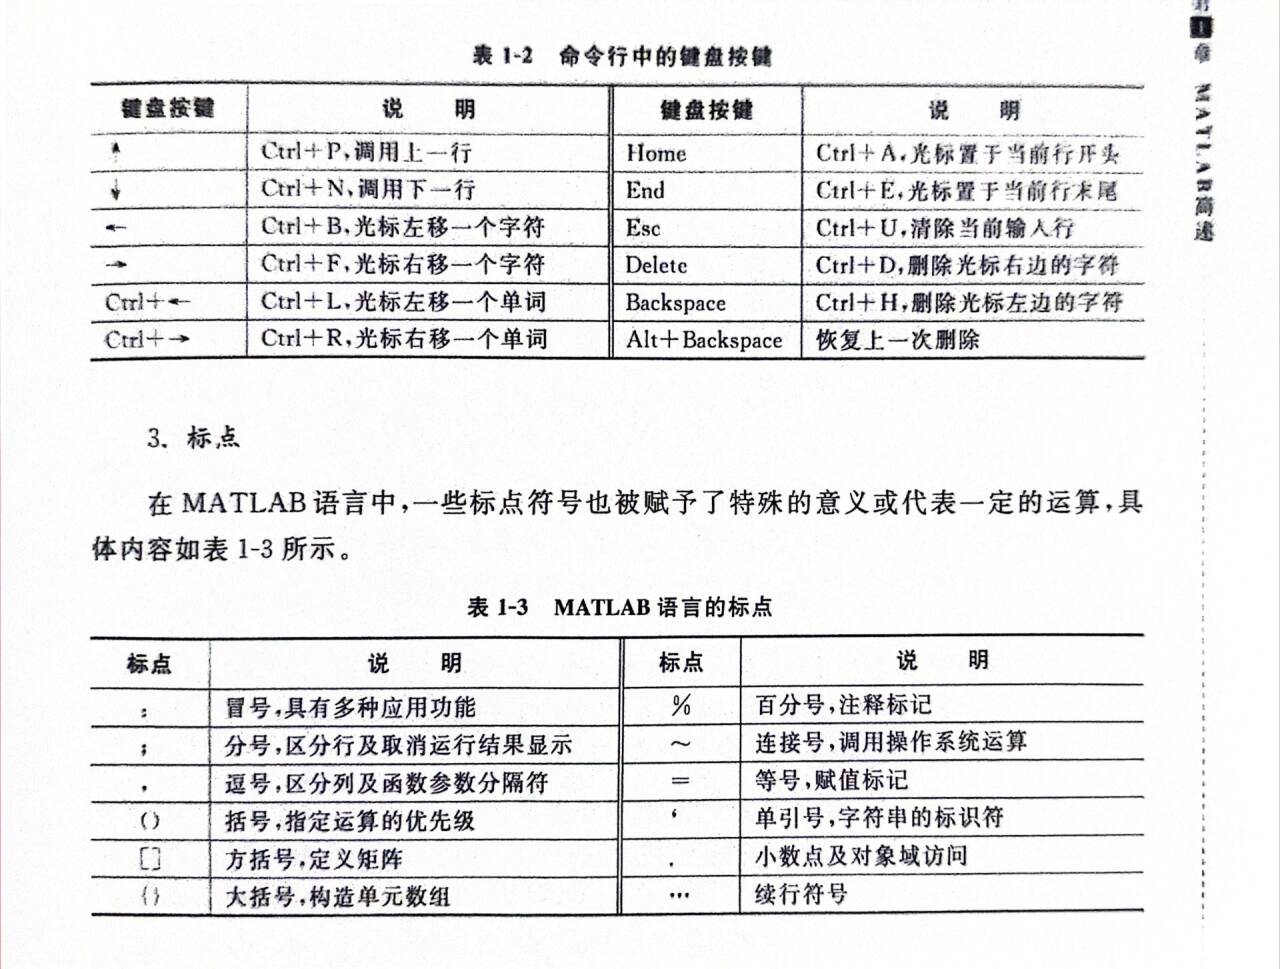 表 1-2 命令行中的键盘按键
键盘按键 说 明 键盘按键 说 明
↑ Ctrl+P,调用上一行 Home Ctrl+A,光标置于当前行开头
↓ Ctrl+N,调用下一行 End Ctrl+E,光标置于当前行末尾
← Ctrl+B,光标左移一个字符 Esc Ctrl+U,清除当前输入行
→ Ctrl+F,光标右移一个字符 Delete Ctrl+D,删除光标右边的字符
Ctrl+← Ctrl+L,光标左移一个单词 Backspace Ctrl+H,删除光标左边的字符
Ctrl+→ Ctrl+R,光标右移一个单词 Alt+Backspace 恢复上一次删除
3. 标点
在 MATLAB 语言中,一些标点符号也被赋予了特殊的意义或代表一定的运算,具
体内容如表 1-3 所示。
表 1-3 MATLAB 语言的标点
标点 说 明 标点 说 明
: 冒号,具有多种应用功能 % 百分号,注释标记
; 分号,区分行及取消运行结果显示 ~ 连接号,调用操作系统运算
, 逗号,区分列及函数参数分隔符 = 等号,赋值标记
() 括号,指定运算的优先级 ‘ 单引号,字符串的标识符
[] 方括号,定义矩阵 . 小数点及对象域访问
{} 大括号,构造单元数组 … 续行符号
第1章 MATLAB概述